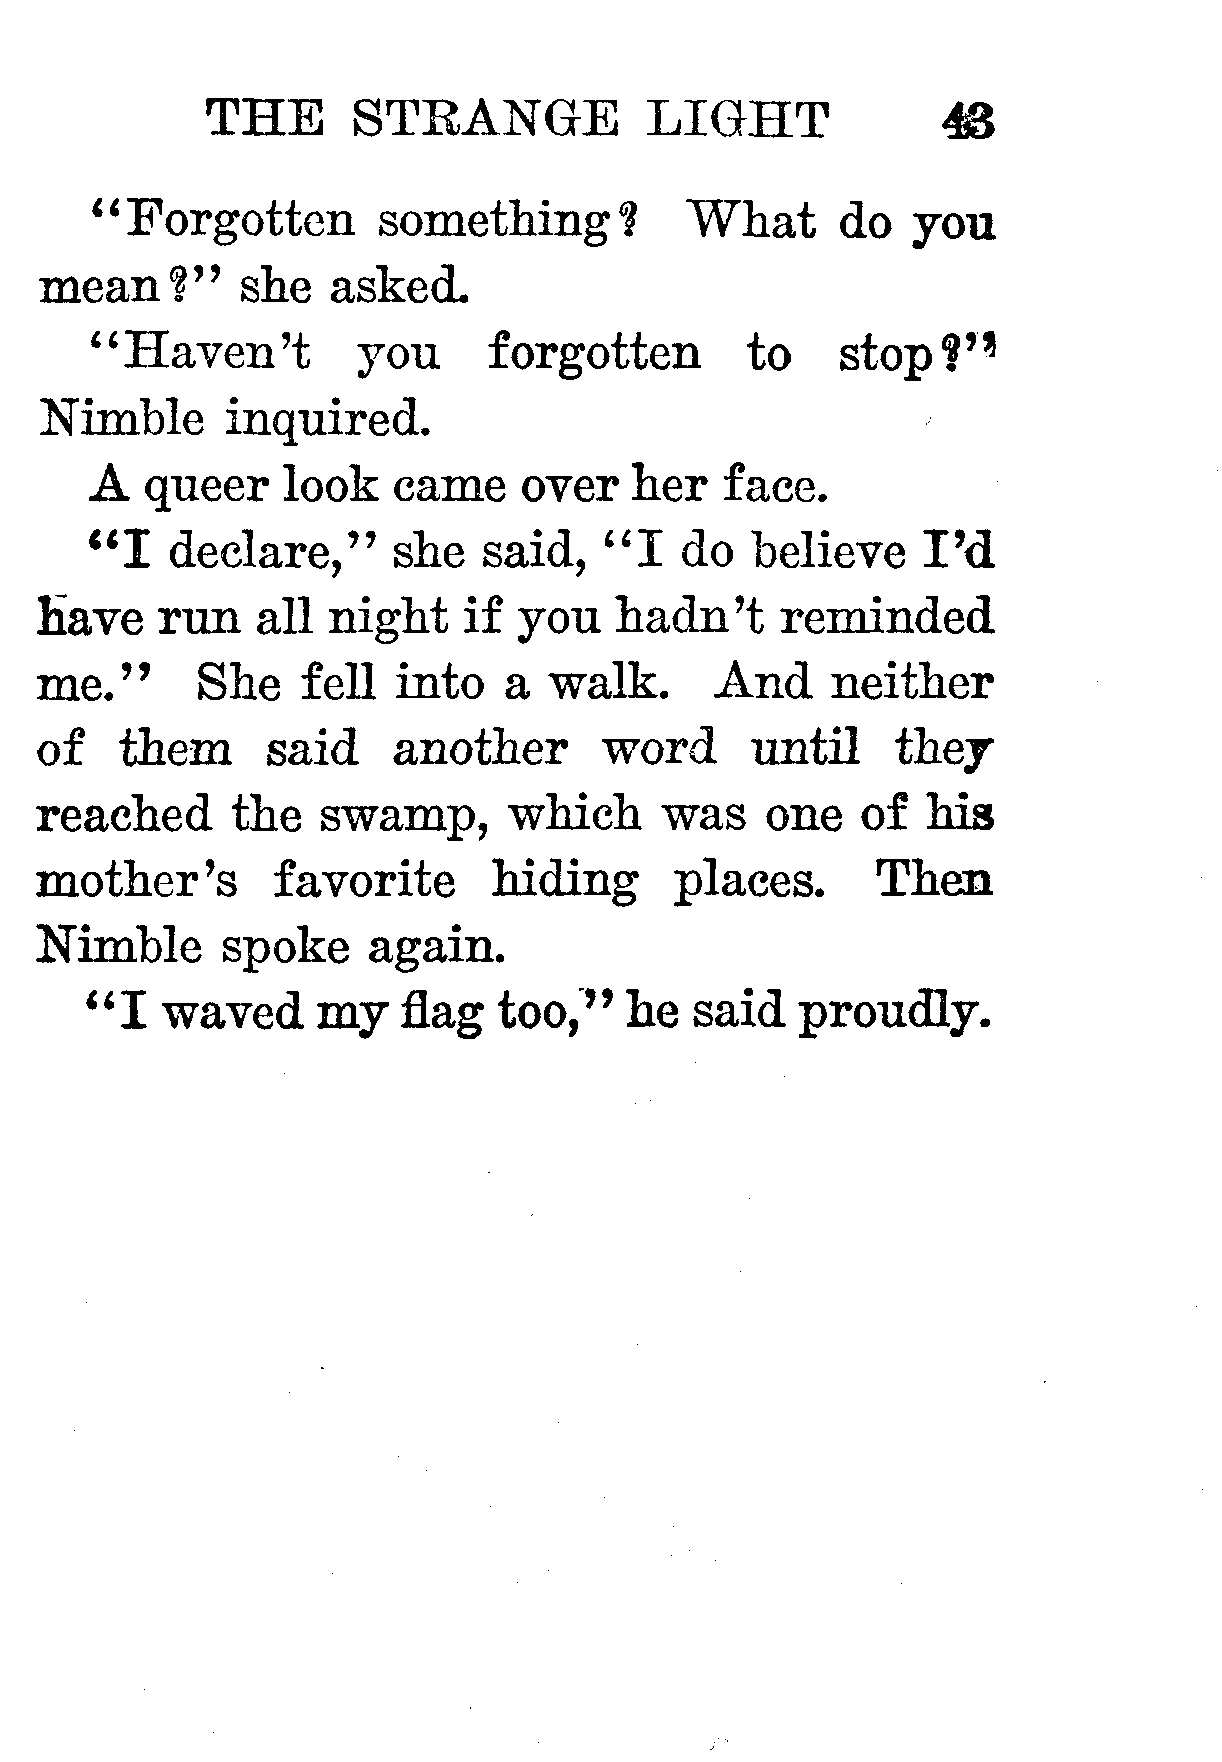 THE STRANGE LIGHT 43
"Forgotten something? What do you
mean?" she asked.
"Haven't you forgotten to stop?"
Nimble inquired.
A queer look came over her face.
"I declare," she said, "I do believe I'd
have run all night if you hadn't reminded
me." She fell into a walk. And neither
of them said another word until they
reached the swamp, which was one of his
mother's favorite hiding places. Then
Nimble spoke again.
"I waved my flag too," he said proudly.